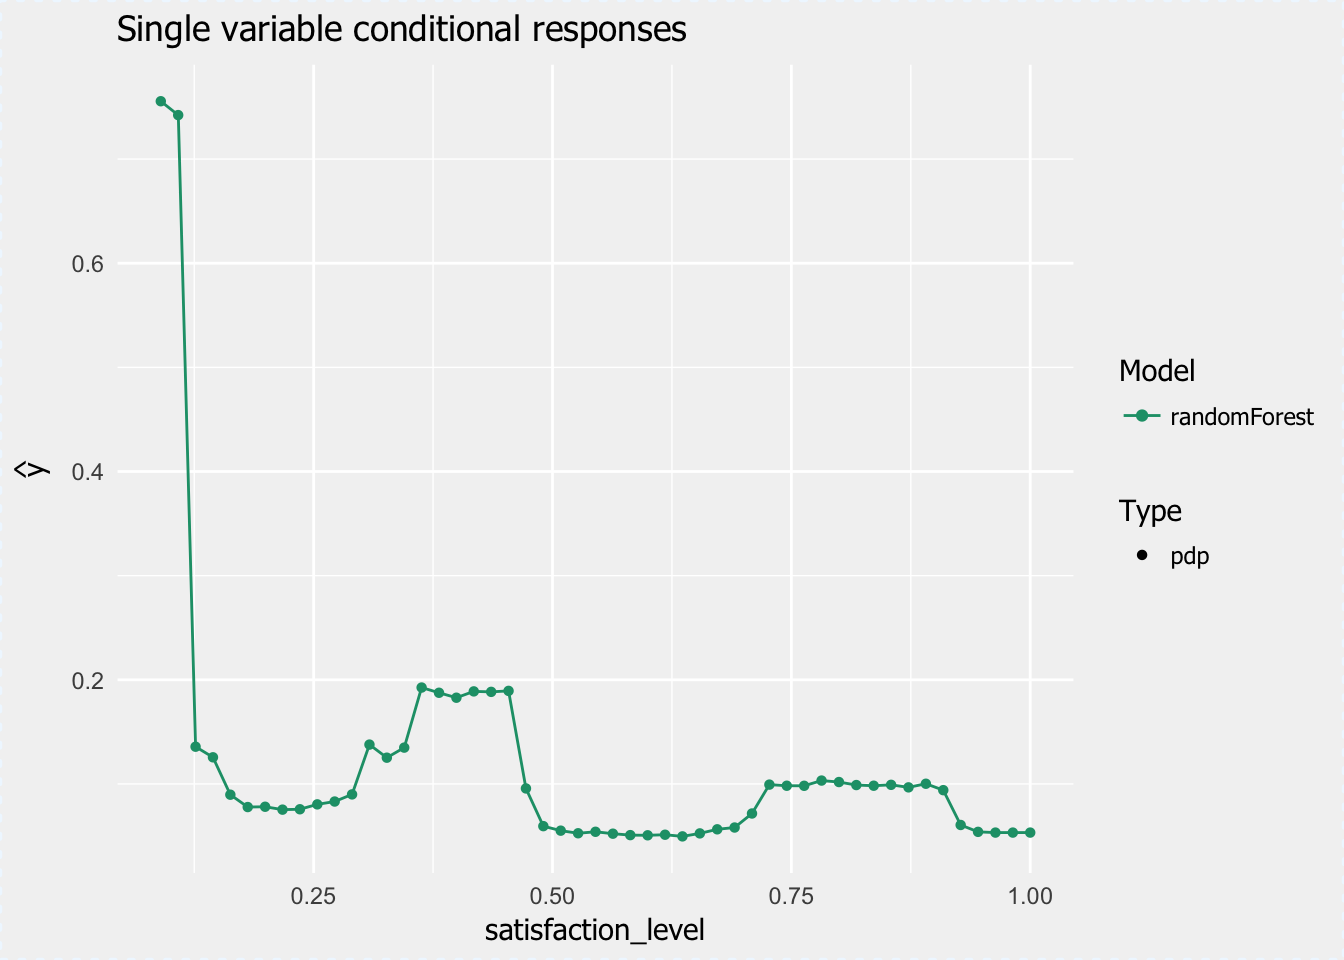 Single variable conditional responses
0.6
0.4
0.2
ŷ
0.25 0.50 0.75 1.00
satisfaction_level
Model
randomForest
Type
pdp